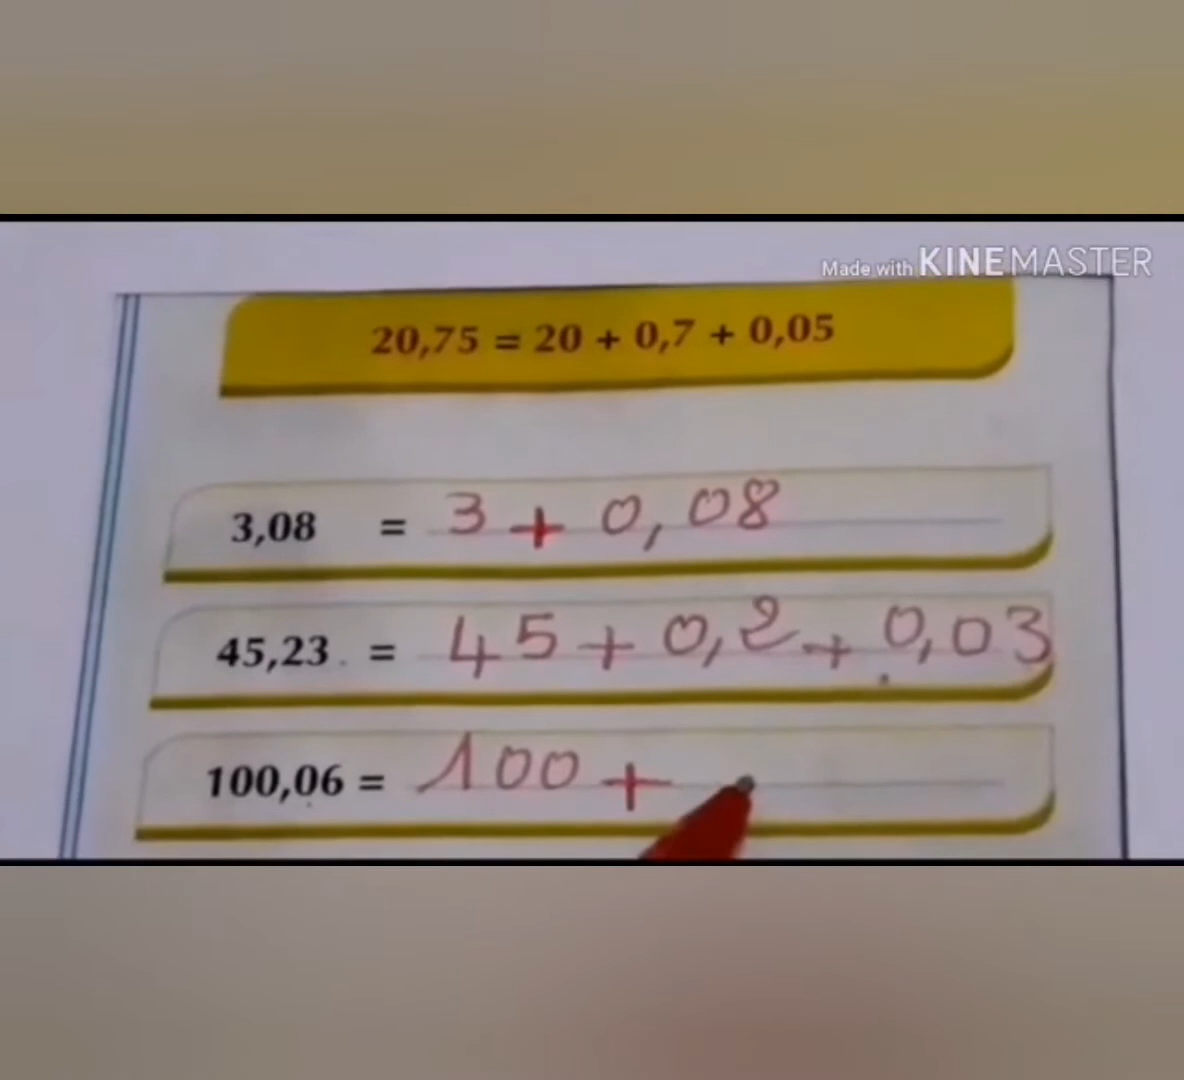 Made with KINEMASTER
20,75 = 20 + 0,7 + 0,05
3,08 = 3 + 0,08
45,23 = 45 + 0,2 + 0,03
100,06 = 100 +